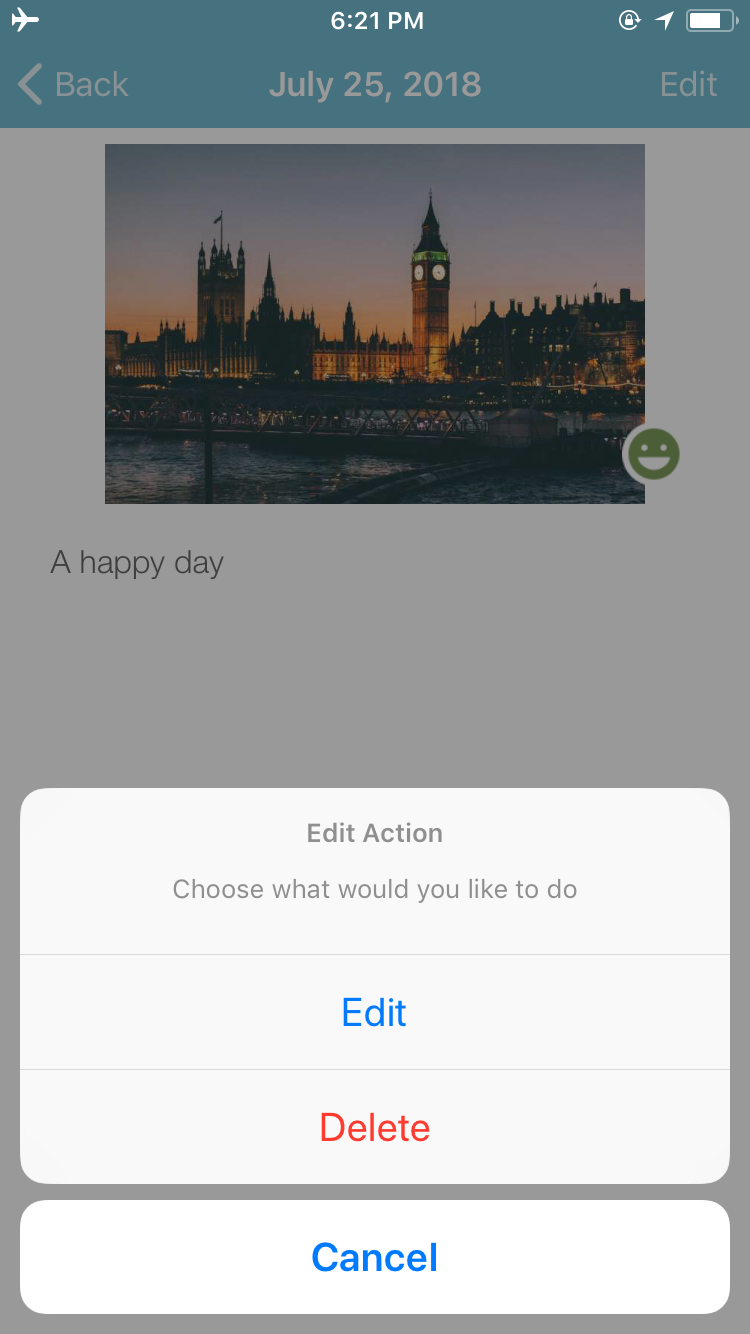 6:21 PM
Back July 25, 2018 Edit
A happy day
Edit Action
Choose what would you like to do
Edit
Delete
Cancel